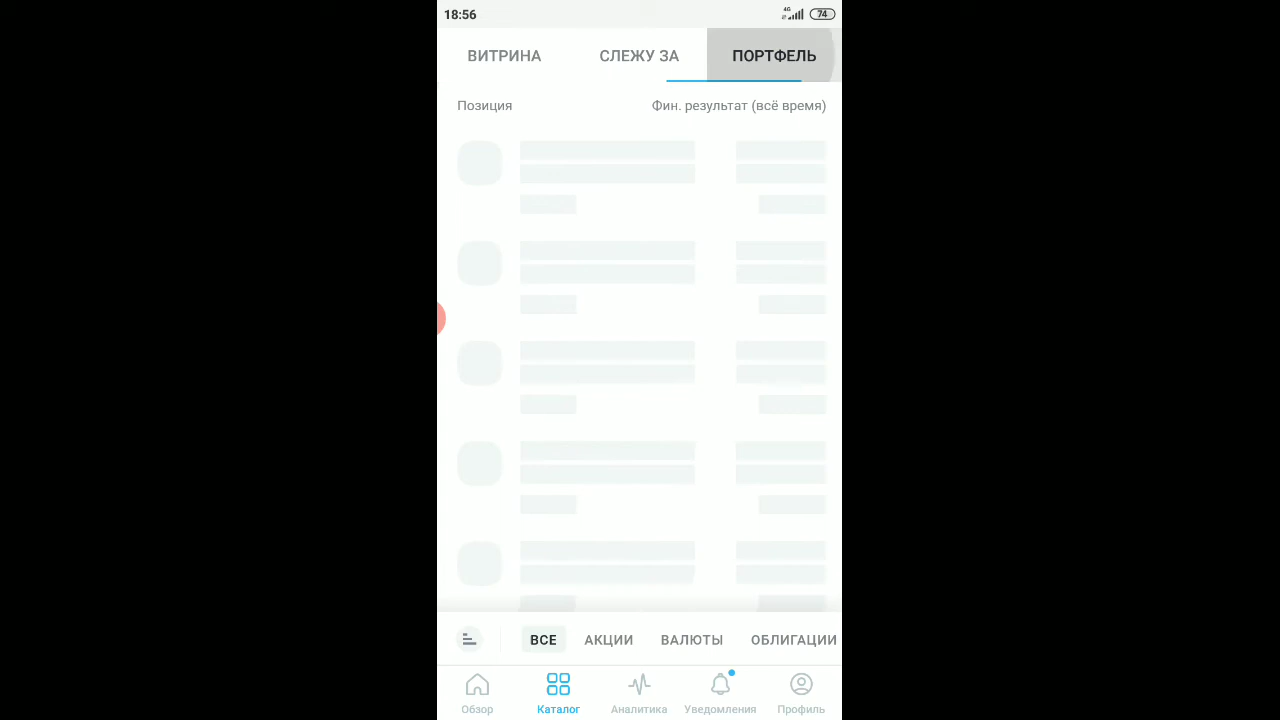 18:56
4G
74
ВИТРИНА СЛЕЖУ ЗА ПОРТФЕЛЬ
Позиция Фин. результат (всё время)
ВСЕ АКЦИИ ВАЛЮТЫ ОБЛИГАЦИИ
Обзор Каталог Аналитика Уведомления Профиль